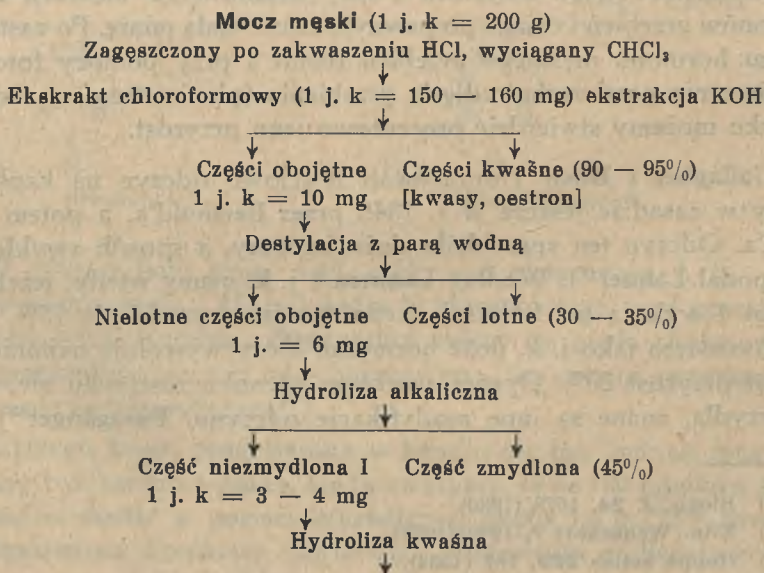 Mocz męski (1 j. k = 200 g)
Zagęszczony po zakwaszeniu HCl, wyciągany CHCl₃
Ekskrakt chloroformowy (1 j. k = 150 — 160 mg) ekstrakcja KOH
Części obojętne Części kwaśne (90 — 95%)
1 j. k = 10 mg [kwasy, oestron]
Destylacja z parą wodną
Nielotne części obojętne Części lotne (30 — 35%)
1 j. = 6 mg
Hydroliza alkaliczna
Część niezmydlona I Część zmydlona (45%)
1 j. k = 3 — 4 mg
Hydroliza kwaśna